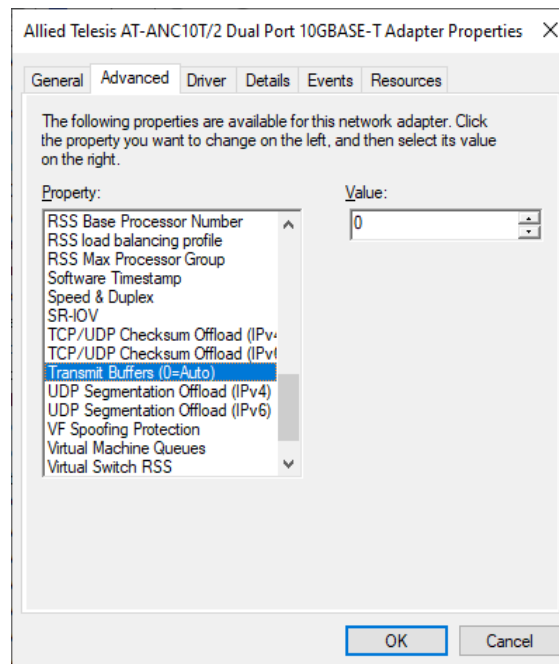 Allied Telesis AT-ANC10T/2 Dual Port 10GBASE-T Adapter Properties
General Advanced Driver Details Events Resources
The following properties are available for this network adapter. Click
the property you want to change on the left, and then select its value
on the right.
Property:
Value:
RSS Base Processor Number
RSS load balancing profile
RSS Max Processor Group
Software Timestamp
Speed & Duplex
SR-IOV
TCP/UDP Checksum Offload (IPv4
TCP/UDP Checksum Offload (IPv6
Transmit Buffers (0=Auto)
UDP Segmentation Offload (IPv4)
UDP Segmentation Offload (IPv6)
VF Spoofing Protection
Virtual Machine Queues
Virtual Switch RSS
0
OK Cancel